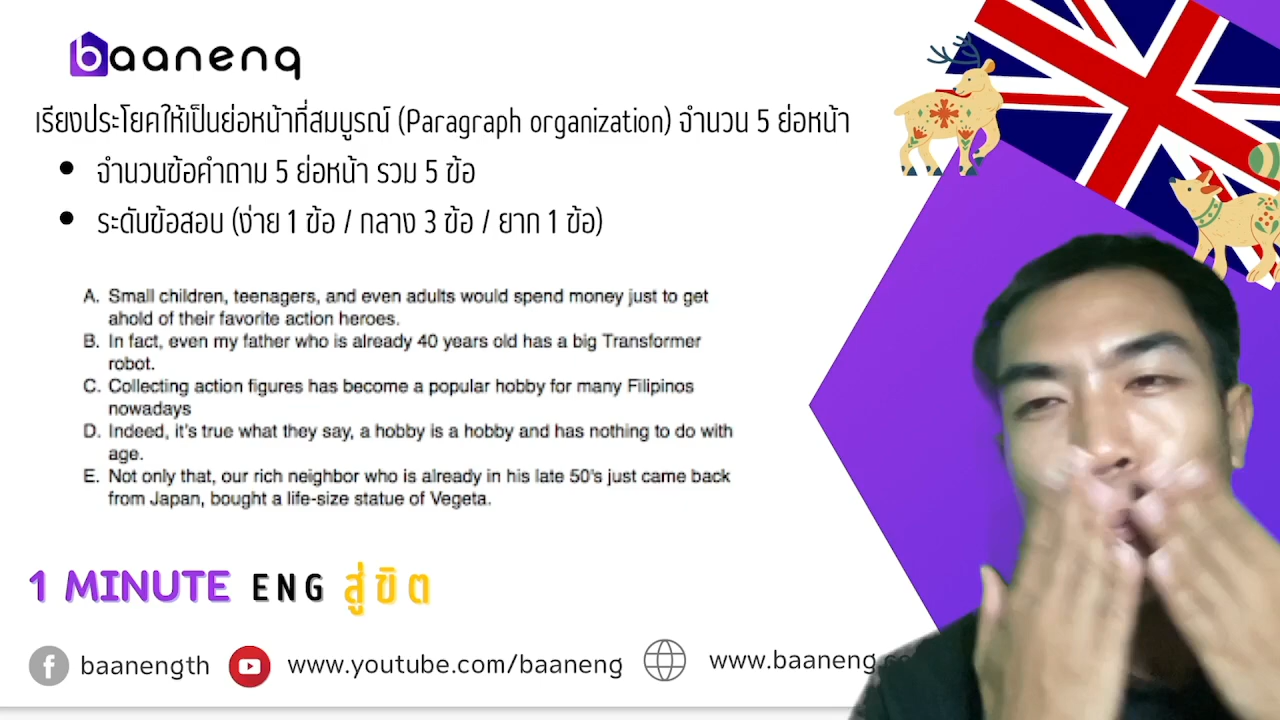 baanenq
เรียงประโยคให้เป็นย่อหน้าที่สมบูรณ์ (Paragraph organization) จำนวน 5 ย่อหน้า
• จำนวนข้อคำถาม 5 ย่อหน้า รวม 5 ข้อ
• ระดับข้อสอบ (ง่าย 1 ข้อ / กลาง 3 ข้อ / ยาก 1 ข้อ)
A. Small children, teenagers, and even adults would spend money just to get
ahold of their favorite action heroes.
B. In fact, even my father who is already 40 years old has a big Transformer
robot.
C. Collecting action figures has become a popular hobby for many Filipinos
nowadays
D. Indeed, it's true what they say, a hobby is a hobby and has nothing to do with
age.
E. Not only that, our rich neighbor who is already in his late 50's just came back
from Japan, bought a life-size statue of Vegeta.
1 MINUTE ENG สู่ขิต
baanength www.youtube.com/baaneng www.baaneng